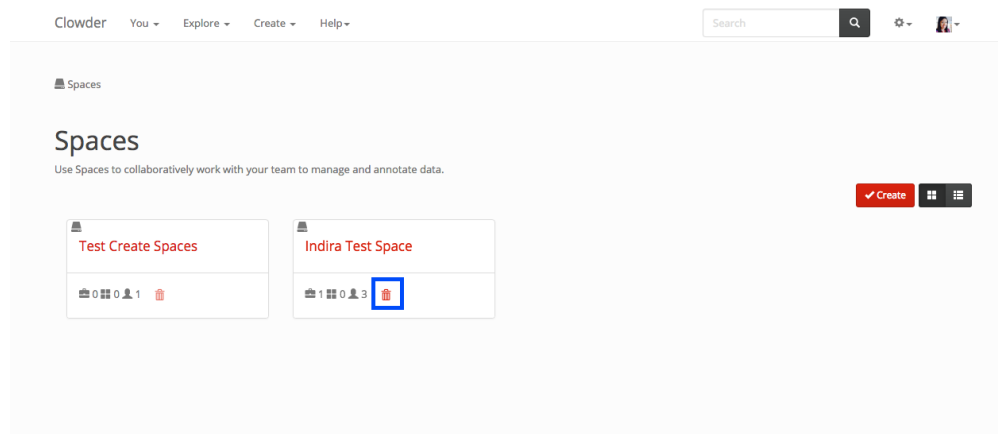 Clowder You Explore Create Help Search
Spaces
Spaces
Use Spaces to collaboratively work with your team to manage and annotate data.
Create
Test Create Spaces
0 0 1
Indira Test Space
1 0 3